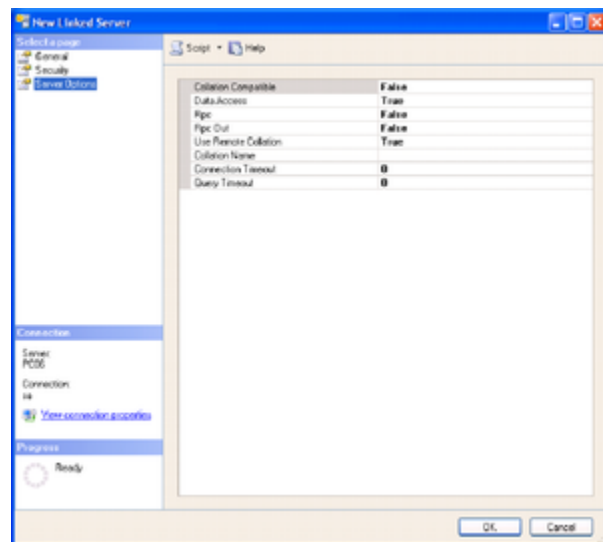 New Linked Server
Select a page
General
Security
Server Options
Script Help
Collation Compatible False
Data Access True
Rpc False
Rpc Out False
Use Remote Collation True
Collation Name
Connection Timeout 0
Query Timeout 0
Connection
Server:
PC06
Connection:
sa
View connection properties
Progress
Ready
OK Cancel